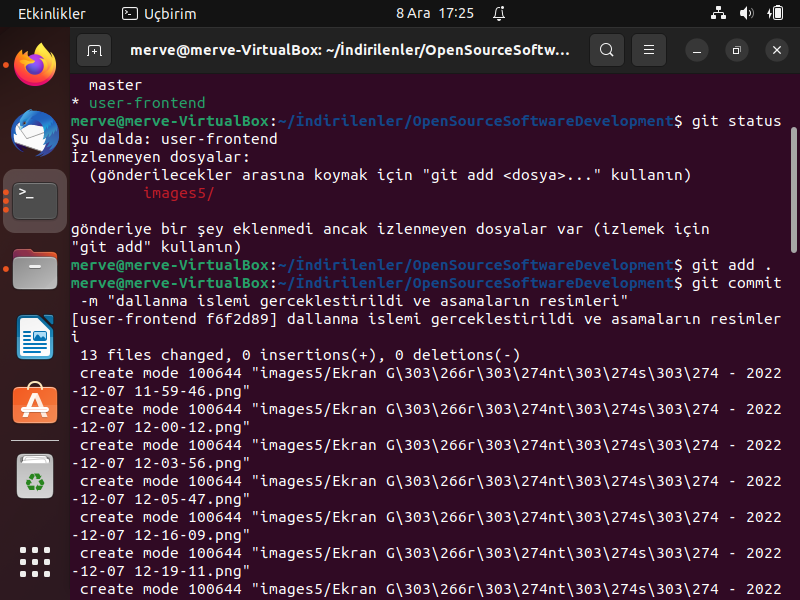 Etkinlikler
Uçbirim
8 Ara 17:25
merve@merve-VirtualBox: ~/İndirilenler/OpenSourceSoftw...
master
* user-frontend
merve@merve-VirtualBox:~/İndirilenler/OpenSourceSoftwareDevelopment$ git status
Şu dalda: user-frontend
İzlenmeyen dosyalar:
(gönderilecekler arasına koymak için "git add <dosya>..." kullanın)
images5/
gönderiye bir şey eklenmedi ancak izlenmeyen dosyalar var (izlemek için
"git add" kullanın)
merve@merve-VirtualBox:~/İndirilenler/OpenSourceSoftwareDevelopment$ git add .
merve@merve-VirtualBox:~/İndirilenler/OpenSourceSoftwareDevelopment$ git commit
-m "dallanma islemi gerceklestirildi ve asamaların resimleri"
[user-frontend f6f2d89] dallanma islemi gerceklestirildi ve asamaların resimler
i
13 files changed, 0 insertions(+), 0 deletions(-)
create mode 100644 "images5/Ekran G\303\266r\303\274nt\303\274s\303\274 - 2022
-12-07 11-59-46.png"
create mode 100644 "images5/Ekran G\303\266r\303\274nt\303\274s\303\274 - 2022
-12-07 12-00-12.png"
create mode 100644 "images5/Ekran G\303\266r\303\274nt\303\274s\303\274 - 2022
-12-07 12-03-56.png"
create mode 100644 "images5/Ekran G\303\266r\303\274nt\303\274s\303\274 - 2022
-12-07 12-05-47.png"
create mode 100644 "images5/Ekran G\303\266r\303\274nt\303\274s\303\274 - 2022
-12-07 12-16-09.png"
create mode 100644 "images5/Ekran G\303\266r\303\274nt\303\274s\303\274 - 2022
-12-07 12-19-11.png"
create mode 100644 "images5/Ekran G\303\266r\303\274nt\303\274s\303\274 - 2022